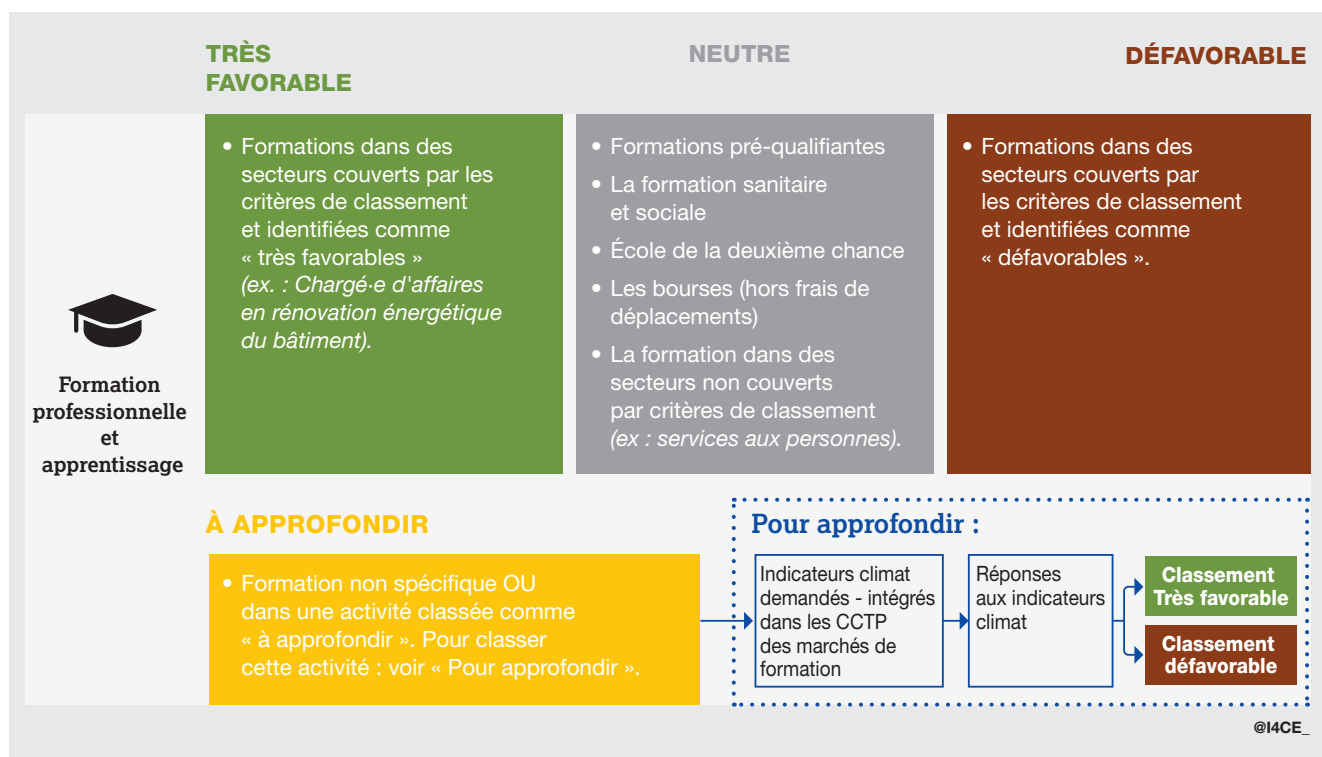 TRÈS
FAVORABLE
NEUTRE
DÉFAVORABLE
Formation
professionnelle
et
apprentissage
• Formations dans des
secteurs couverts par les
critères de classement
et identifiées comme
« très favorables »
(ex. : Chargé·e d'affaires
en rénovation énergétique
du bâtiment).
• Formations pré-qualifiantes
• La formation sanitaire
et sociale
• École de la deuxième chance
• Les bourses (hors frais de
déplacements)
• La formation dans des
secteurs non couverts
par critères de classement
(ex : services aux personnes).
• Formations dans des
secteurs couverts par
les critères de classement
et identifiées comme
« défavorables ».
À APPROFONDIR
• Formation non spécifique OU
dans une activité classée comme
« à approfondir ». Pour classer
cette activité : voir « Pour approfondir ».
Pour approfondir :
Indicateurs climat
demandés - intégrés
dans les CCTP
des marchés de
formation
Réponses
aux indicateurs
climat
Classement
Très favorable
Classement
défavorable
@I4CE_